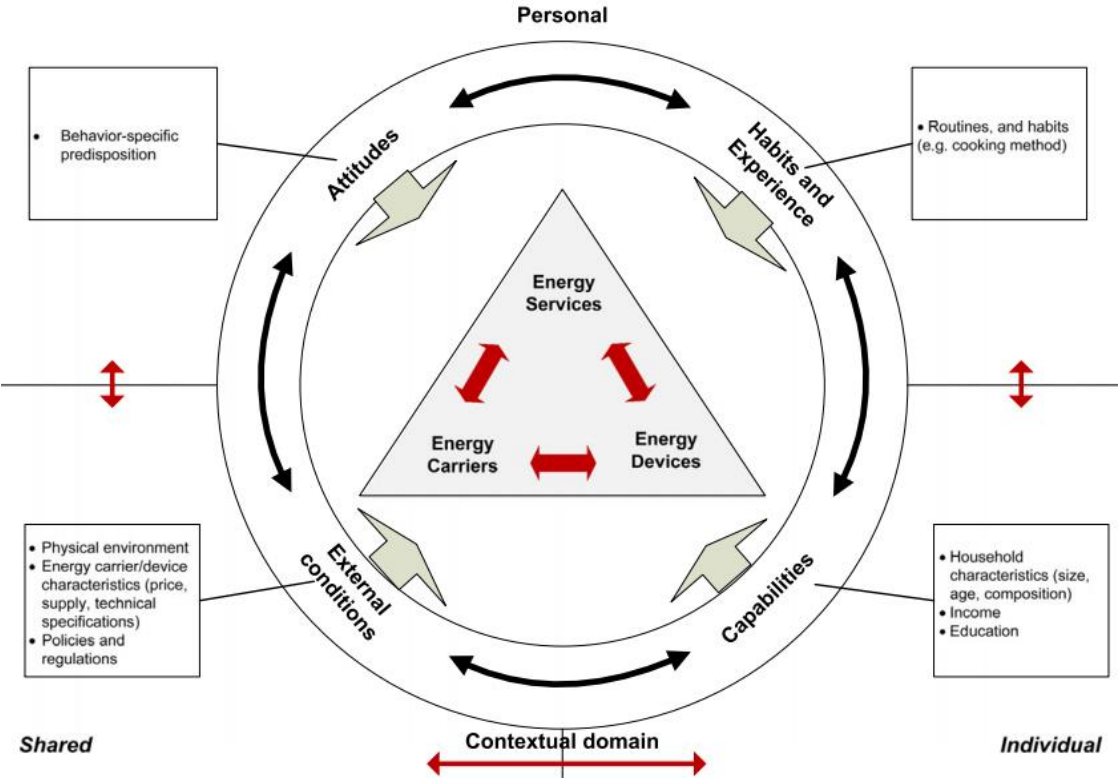 Personal
• Behavior-specific
predisposition
Attitudes
Habits and
Experience
• Routines, and habits
(e.g. cooking method)
Energy
Services
Energy
Carriers
Energy
Devices
• Physical environment
• Energy carrier/device
characteristics (price,
supply, technical
specifications)
• Policies and
regulations
External
conditions
Capabilities
• Household
characteristics (size,
age, composition)
• Income
• Education
Shared
Contextual domain
Individual